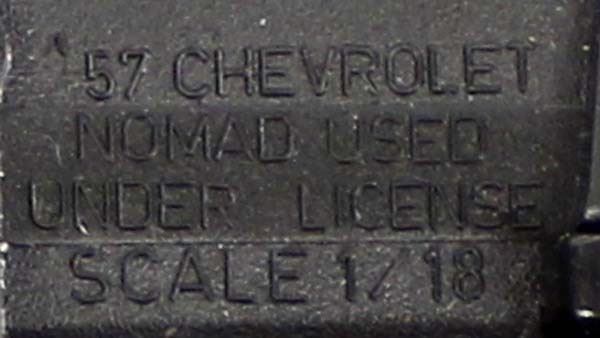 '57 CHEVROLET
NOMAD USED
UNDER LICENSE
SCALE 1/18